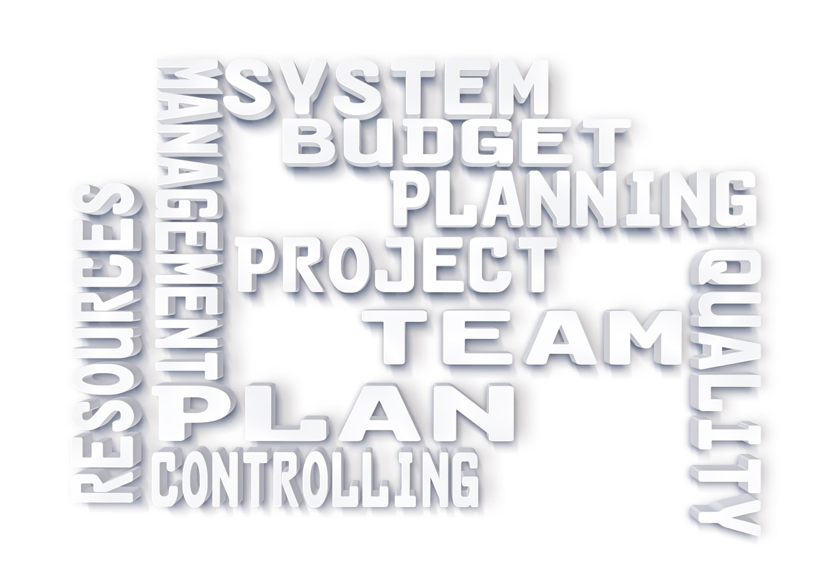 MANAGEMENT
SYSTEM
BUDGET
PLANNING
RESOURCES
PROJECT
QUALITY
TEAM
PLAN
CONTROLLING